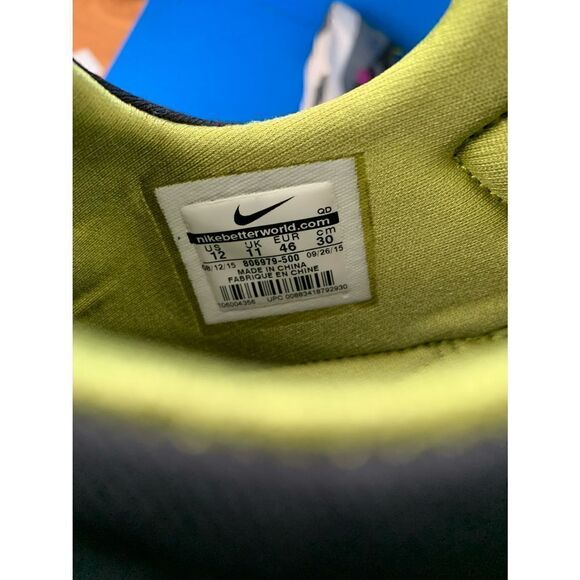 QD
nikebetterworld.com
US UK EUR cm
12 11 46 30
08/12/15 806979-500 09/26/15
MADE IN CHINA
FABRIQUE EN CHINE
106004356 UPC 00883418792930